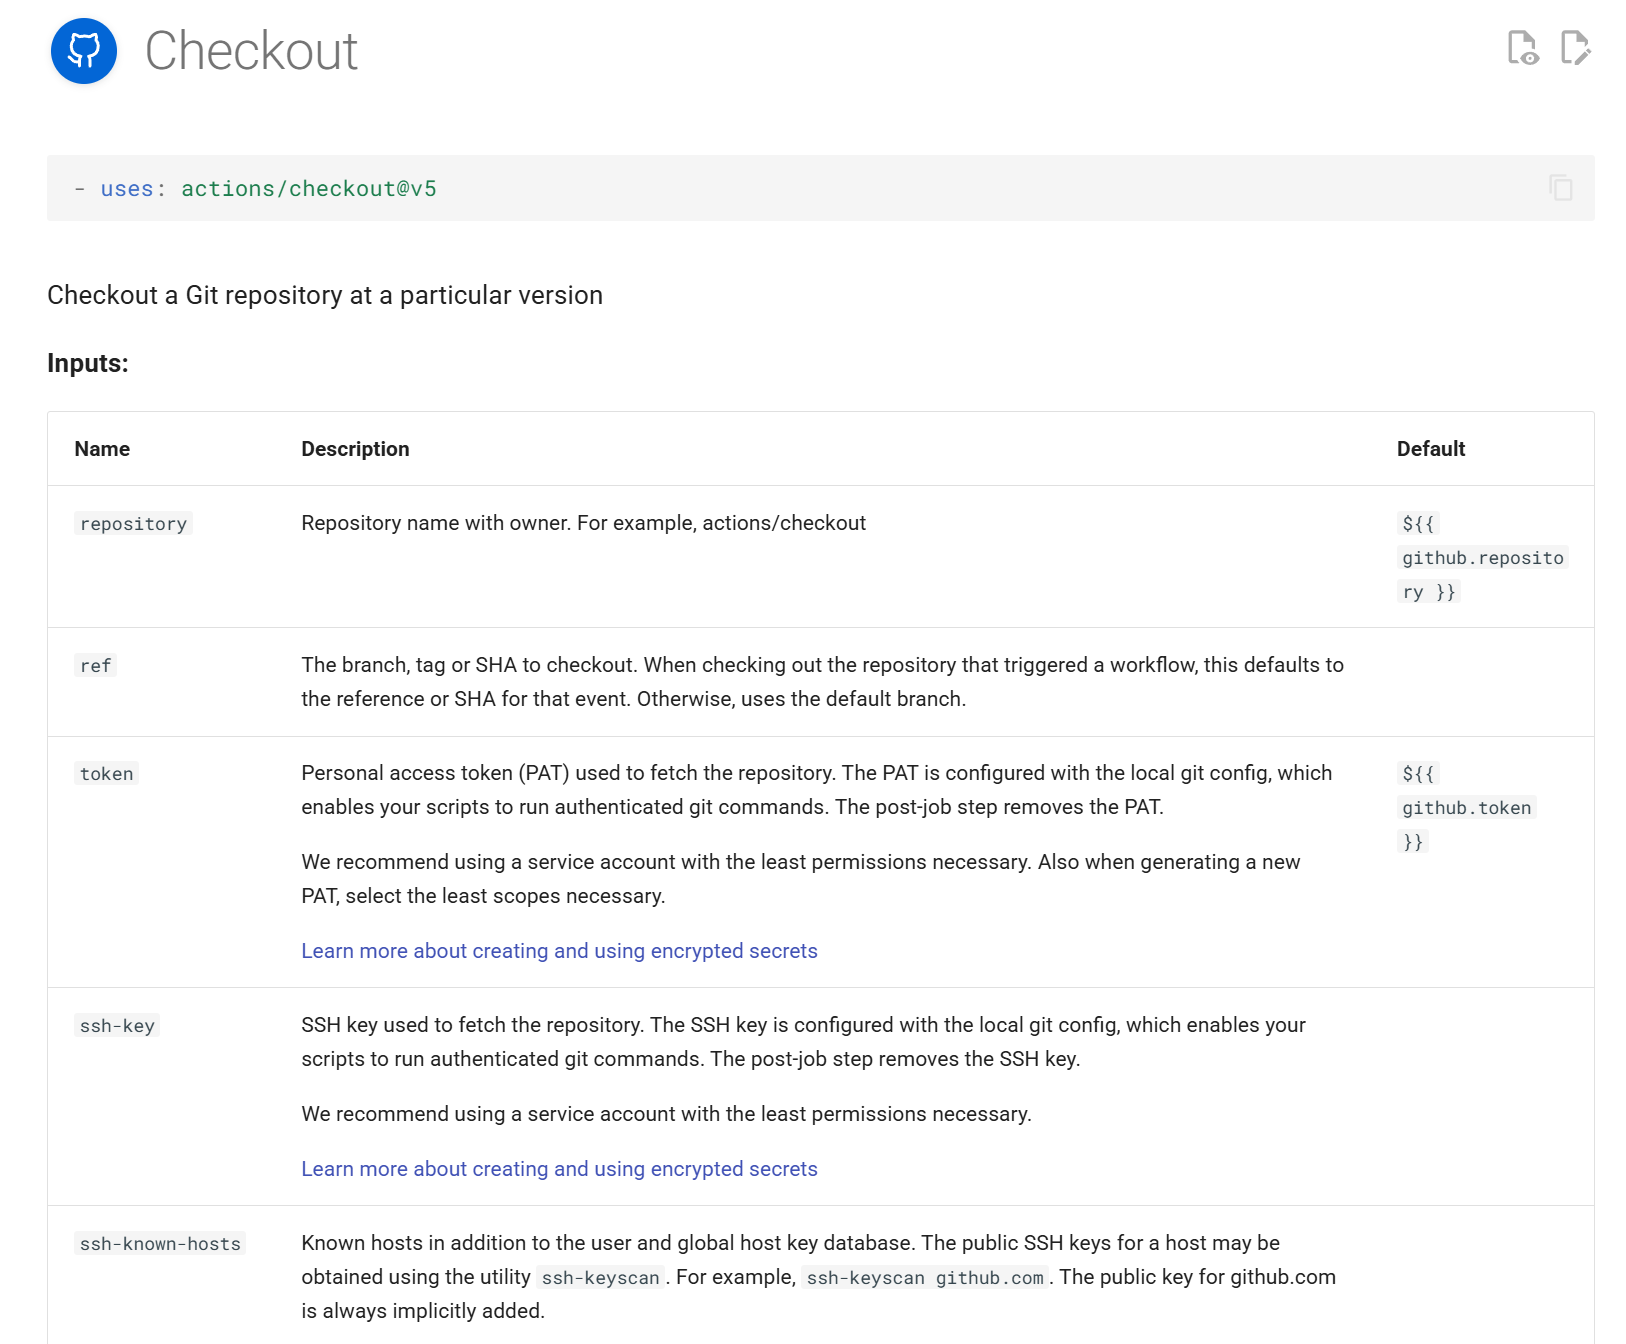 Checkout
- uses: actions/checkout@v5
Checkout a Git repository at a particular version
Inputs:
Name Description Default
repository Repository name with owner. For example, actions/checkout ${{
github.reposito
ry }}
ref The branch, tag or SHA to checkout. When checking out the repository that triggered a workflow, this defaults to
the reference or SHA for that event. Otherwise, uses the default branch.
token Personal access token (PAT) used to fetch the repository. The PAT is configured with the local git config, which ${{
enables your scripts to run authenticated git commands. The post-job step removes the PAT. github.token
}}
We recommend using a service account with the least permissions necessary. Also when generating a new
PAT, select the least scopes necessary.
Learn more about creating and using encrypted secrets
ssh-key SSH key used to fetch the repository. The SSH key is configured with the local git config, which enables your
scripts to run authenticated git commands. The post-job step removes the SSH key.
We recommend using a service account with the least permissions necessary.
Learn more about creating and using encrypted secrets
ssh-known-hosts Known hosts in addition to the user and global host key database. The public SSH keys for a host may be
obtained using the utility ssh-keyscan. For example, ssh-keyscan github.com. The public key for github.com
is always implicitly added.